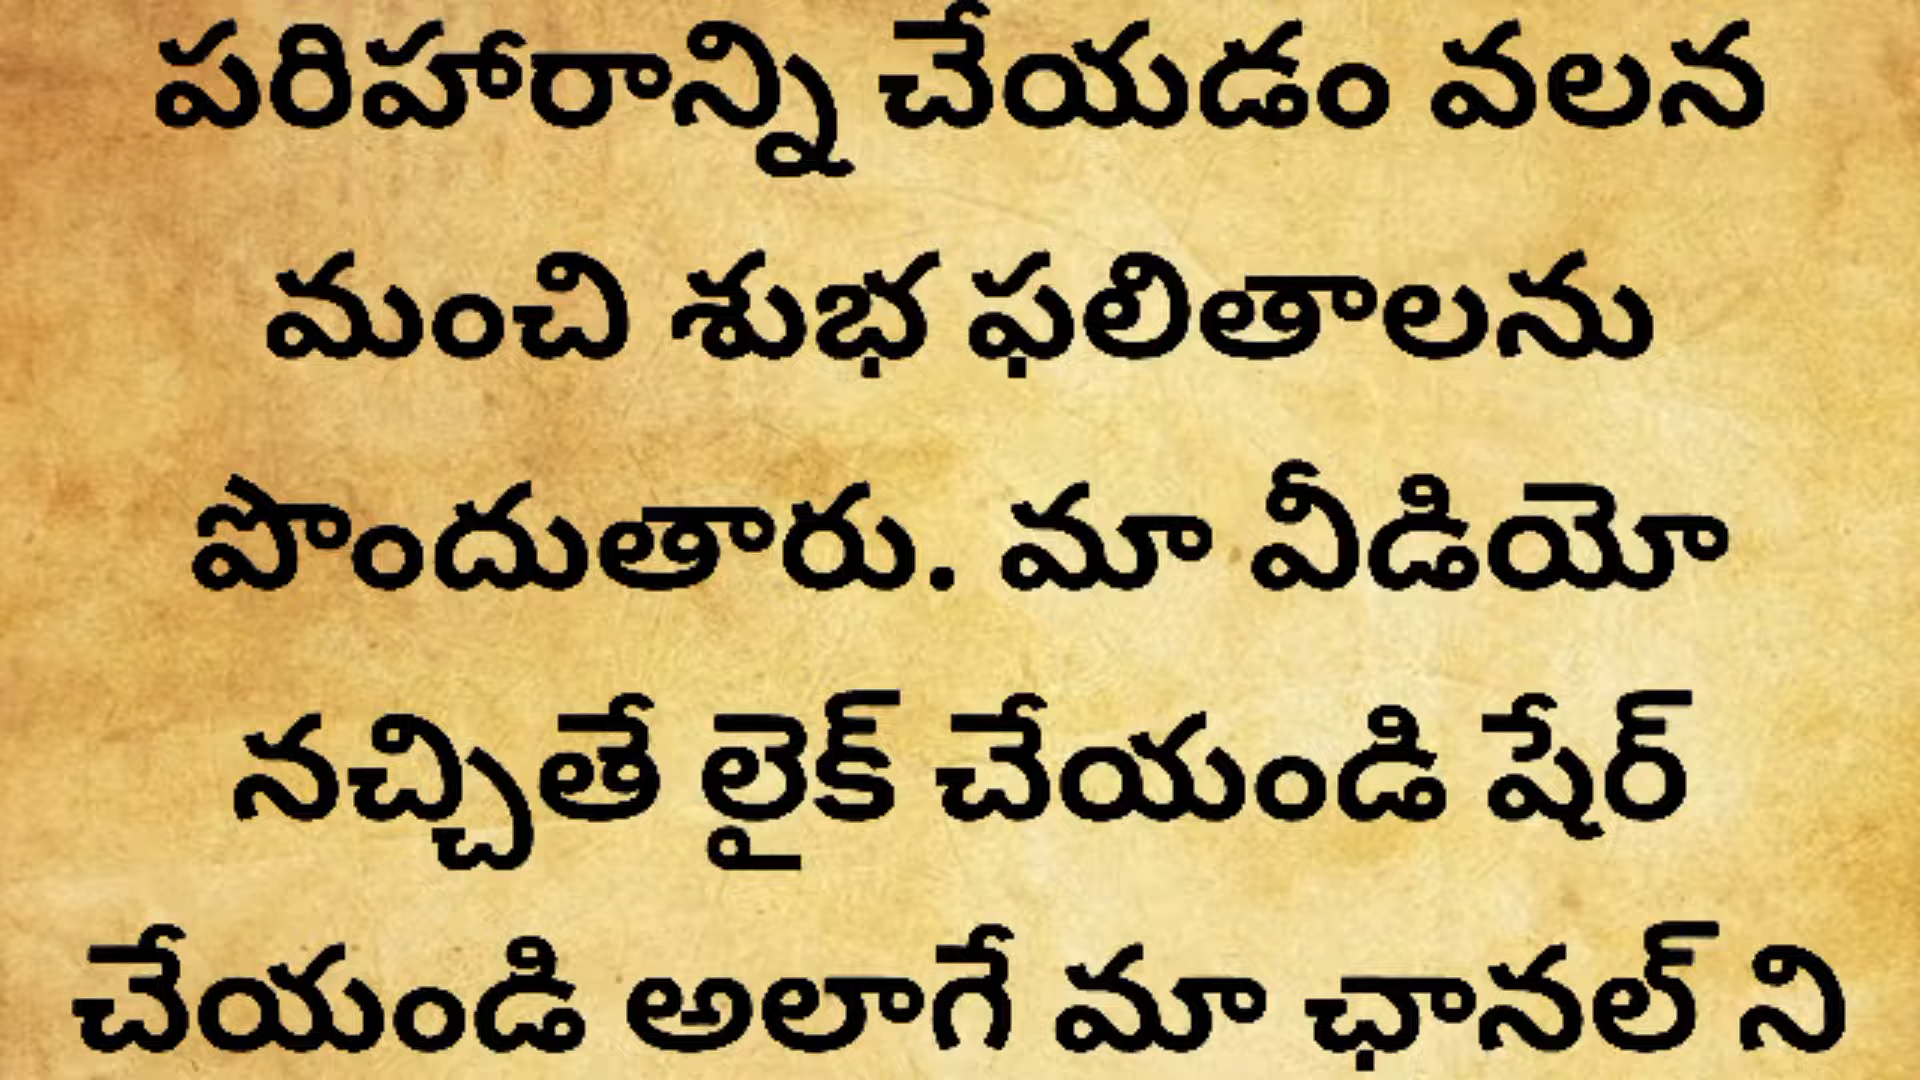 పరిహారాన్ని చేయడం వలన
మంచి శుభ ఫలితాలను
పొందుతారు. మా వీడియో
నచ్చితే లైక్ చేయండి షేర్
చేయండి అలాగే మా ఛానల్ ని